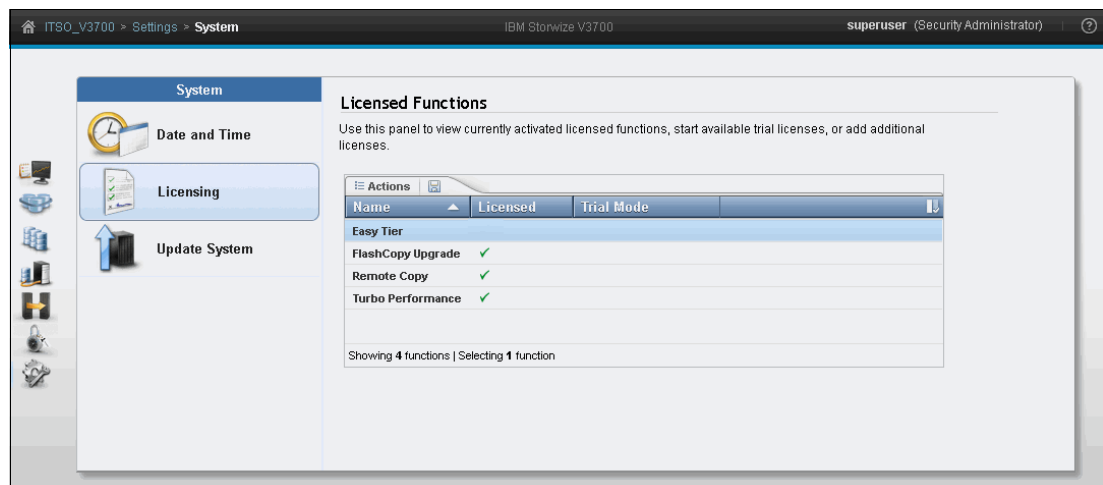 ITSO_V3700 > Settings > System
IBM Storwize V3700
superuser (Security Administrator)
?
System
Date and Time
Licensing
Update System
Licensed Functions
Use this panel to view currently activated licensed functions, start available trial licenses, or add additional
licenses.
Actions
Name Licensed Trial Mode
Easy Tier
FlashCopy Upgrade ✓
Remote Copy ✓
Turbo Performance ✓
Showing 4 functions | Selecting 1 function